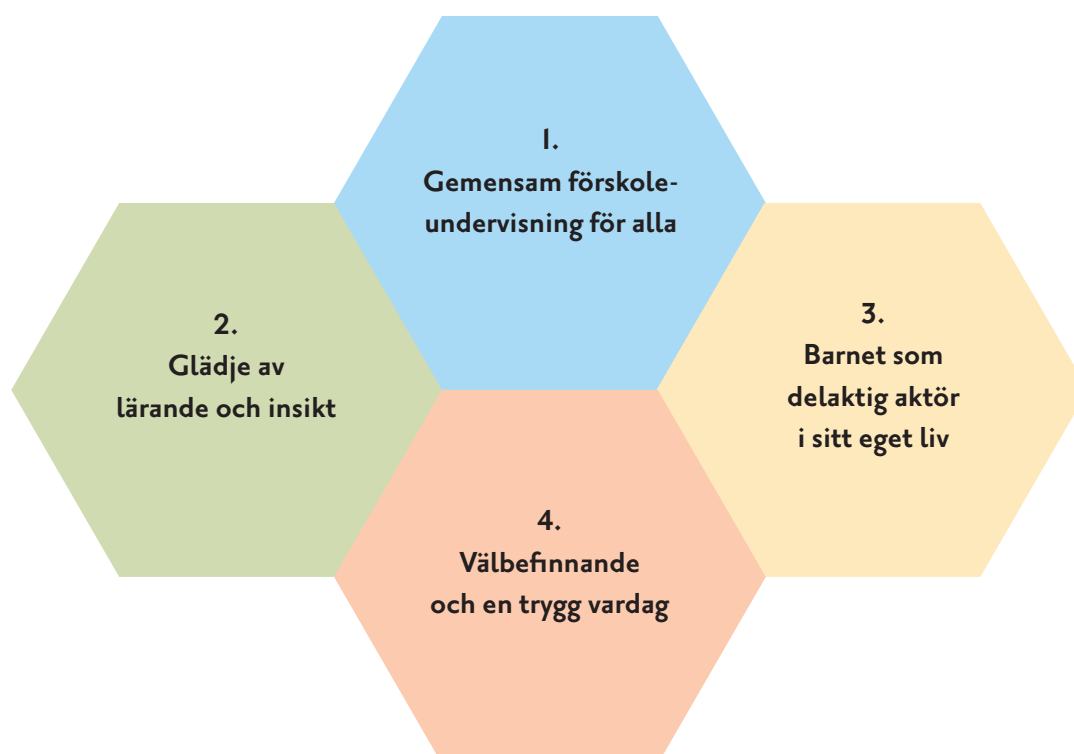 1.
Gemensam förskole-
undervisning för alla
2.
Glädje av
lärande och insikt
3.
Barnet som
delaktig aktör
i sitt eget liv
4.
Välbefinnande
och en trygg vardag